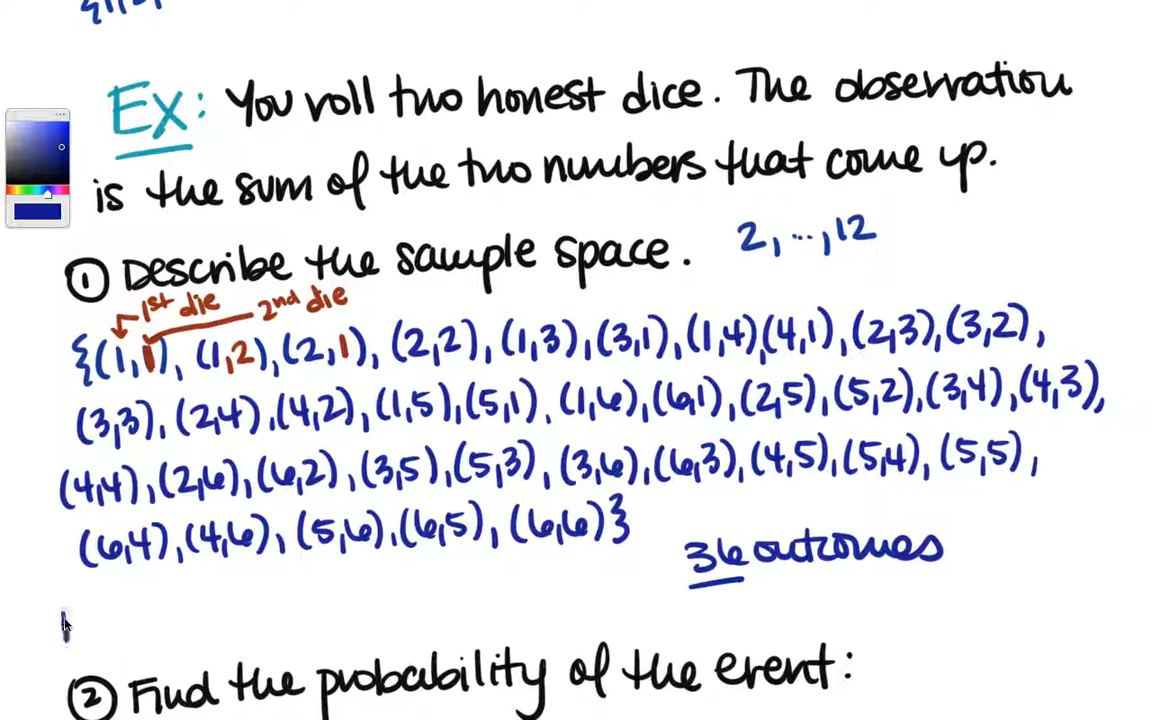 Ex: You roll two honest dice. The observation
is the sum of the two numbers that come up.
① Describe the sample space. 2, ..., 12
1st die 2nd die
{(1,1), (1,2), (2,1), (2,2), (1,3), (3,1), (1,4)(4,1), (2,3), (3,2),
(3,3), (2,4), (4,2), (1,5), (5,1), (1,6), (6,1), (2,5), (5,2), (3,4), (4,3),
(4,4), (2,6), (6,2), (3,5), (5,3), (3,6), (6,3), (4,5), (5,4), (5,5),
(6,4), (4,6), (5,6), (6,5), (6,6)}
36 outcomes
② Find the probability of the event: